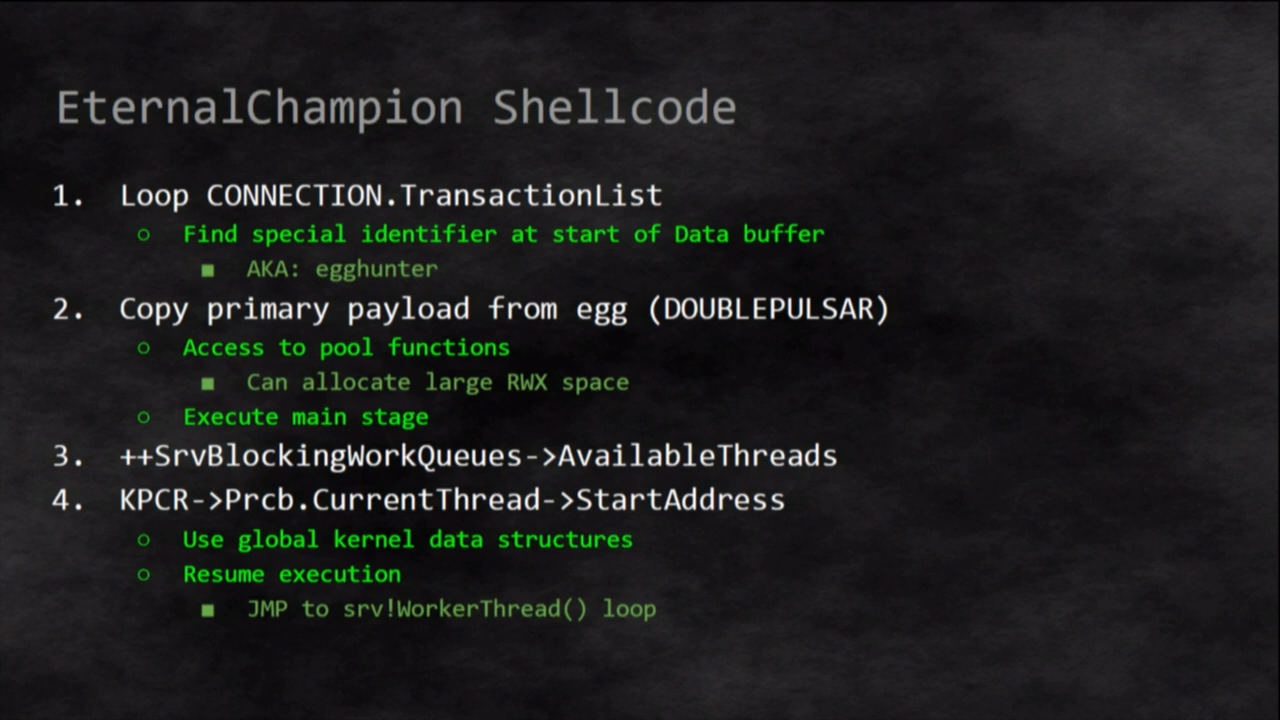 EternalChampion Shellcode
1. Loop CONNECTION.TransactionList
○ Find special identifier at start of Data buffer
■ AKA: egghunter
2. Copy primary payload from egg (DOUBLEPULSAR)
○ Access to pool functions
■ Can allocate large RWX space
○ Execute main stage
3. ++SrvBlockingWorkQueues->AvailableThreads
4. KPCR->Prcb.CurrentThread->StartAddress
○ Use global kernel data structures
○ Resume execution
■ JMP to srv!WorkerThread() loop